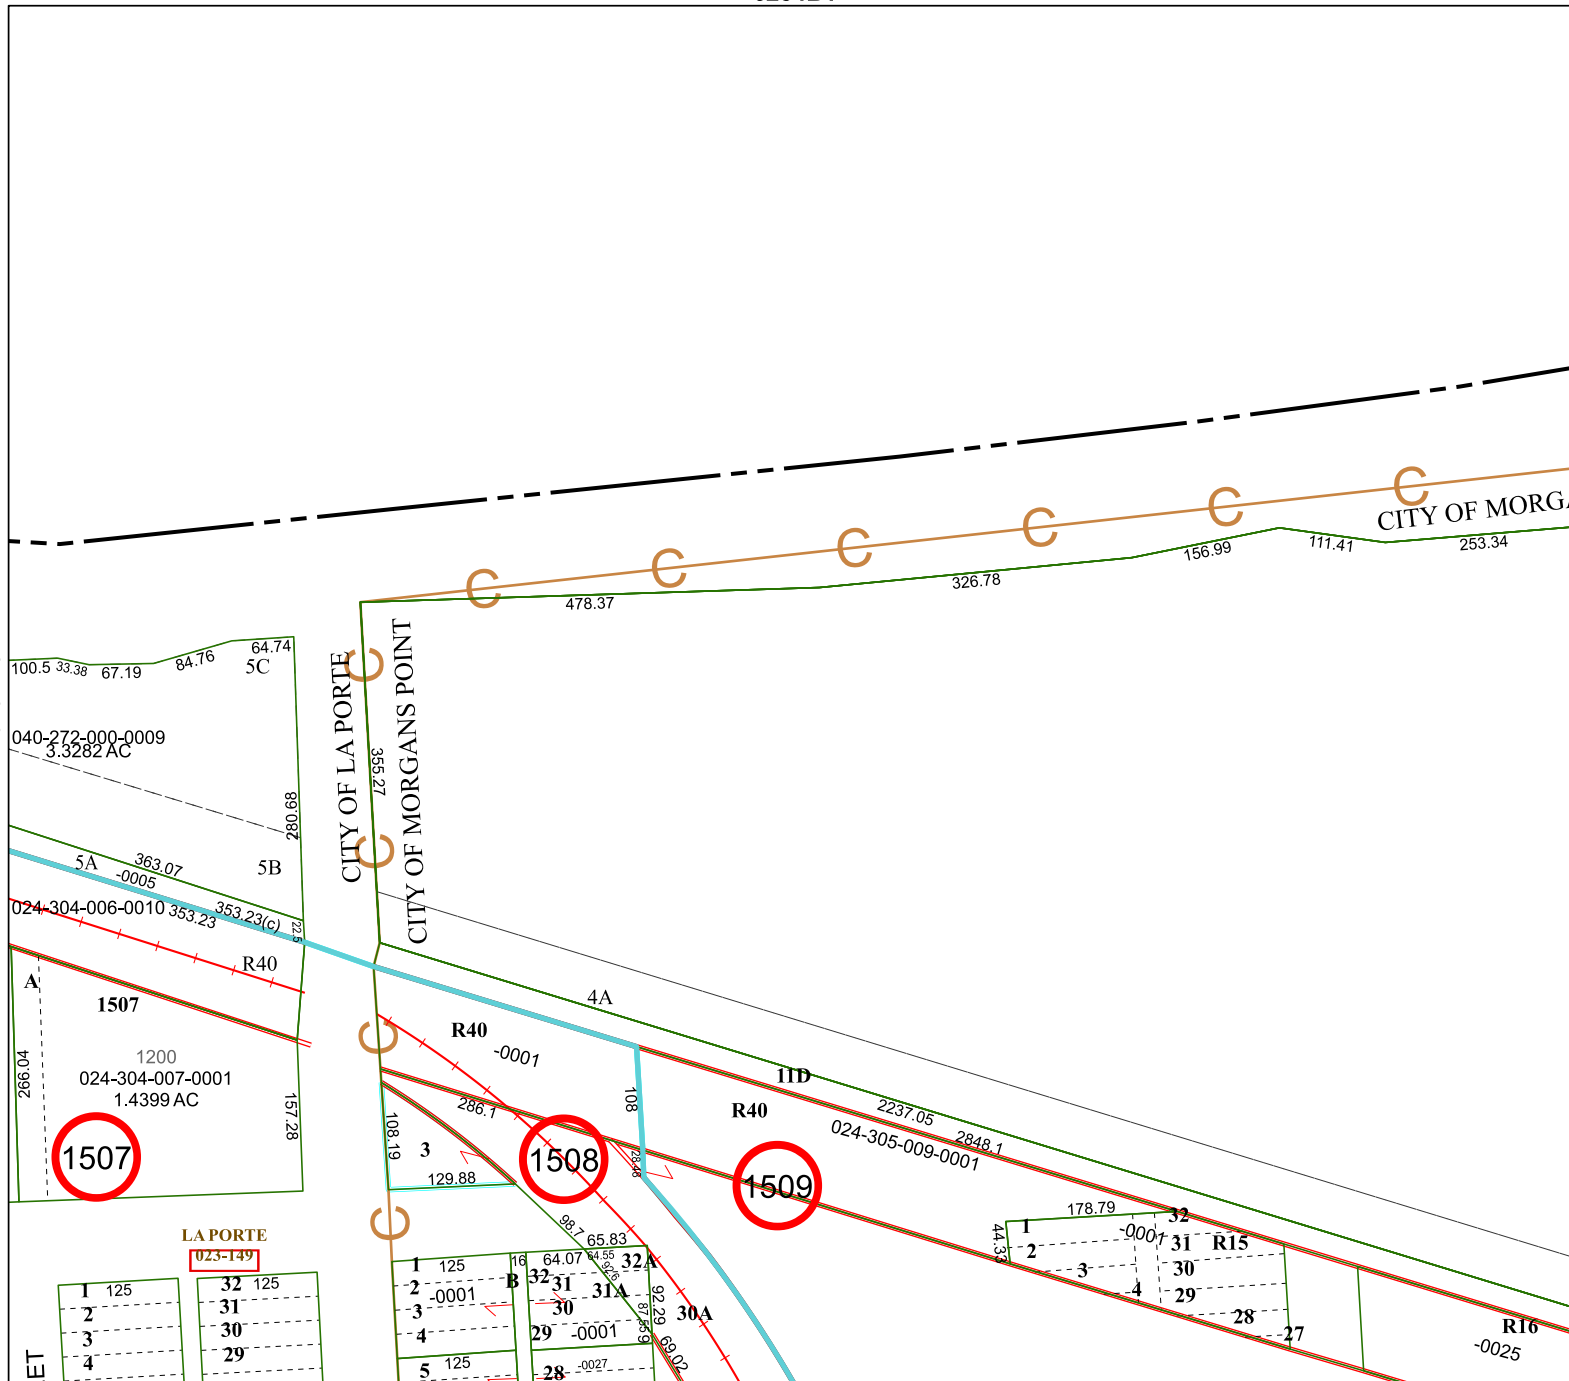 CITY OF MORGA
253.34
111.41
156.99
326.78
478.37
C C C C C C
CITY OF LA PORTE
CITY OF MORGANS POINT
355.27
C
C
C
C
100.5 33.38 67.19 84.76 64.74
5C
040-272-000-0009
3.3282 AC
280.68
5A 363.07 5B
-0005
024-304-006-0010 353.23 353.23(c) 22.5
R40
A
1507
1200
024-304-007-0001
1.4399 AC
266.04
157.28
1507
4A
R40
-0001
11D
108
R40
2237.05
2848.1
024-305-009-0001
286.1
108.19
3
129.88
1508
28.46
1509
98.7
65.83
178.79
44.33
1
2
3
4
-0001
32
31
30
29
28
27
R15
R16
-0025
LA PORTE
023-149
1 125
2
3
4
32 125
31
30
29
ET
1 125
2
-0001
3
4
5 125
16
B
64.07 64.55
32
31
30
29 -0001
28 -0027
32A
31A
30A
92.29
69.02